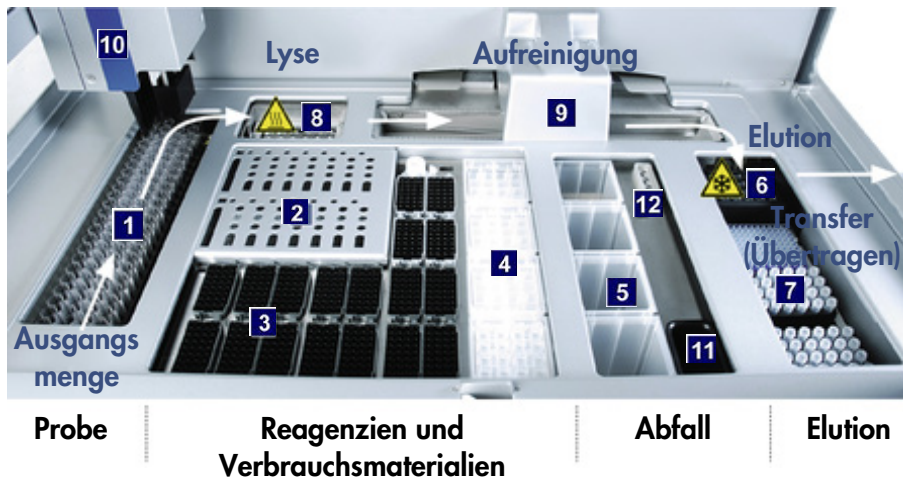 10
Lyse
Aufreinigung
8
9
Elution
6
1
2
12
Transfer
(Übertragen)
4
5
7
3
11
Ausgangs
menge
Probe
Reagenzien und
Verbrauchsmaterialien
Abfall
Elution